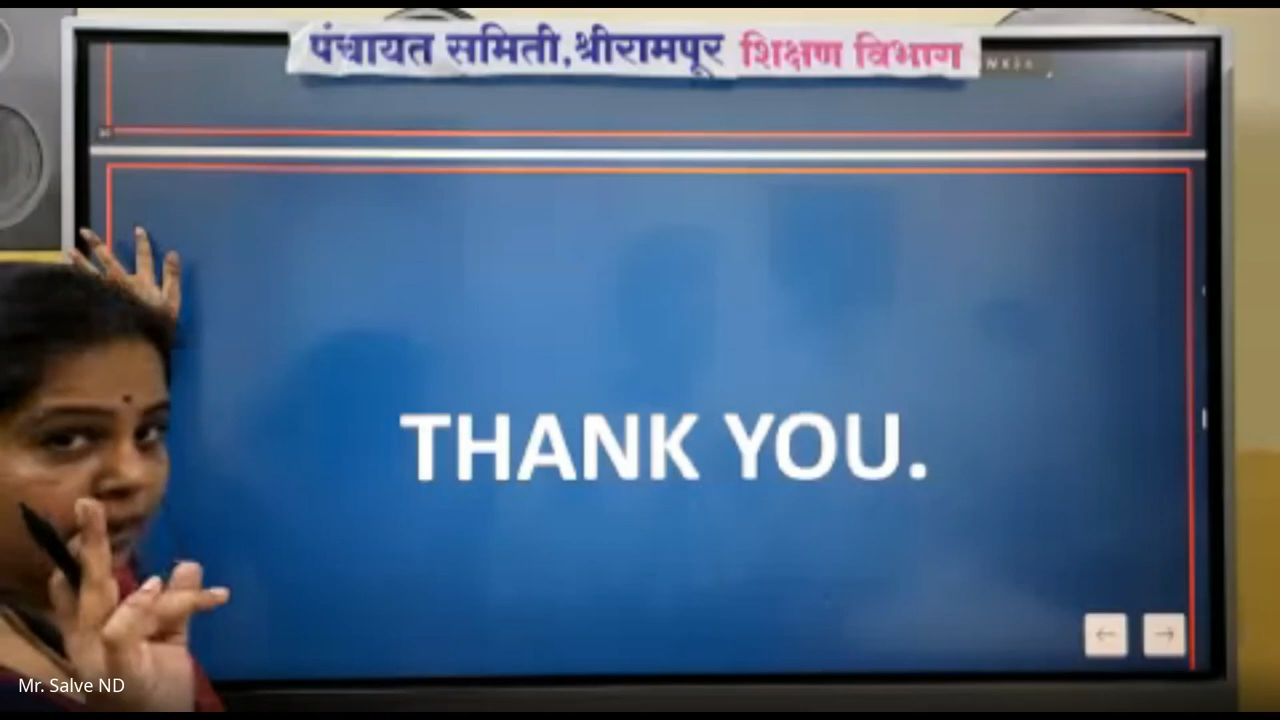 पंचायत समिती,श्रीरामपूर शिक्षण विभाग
THANK YOU.
Mr. Salve ND